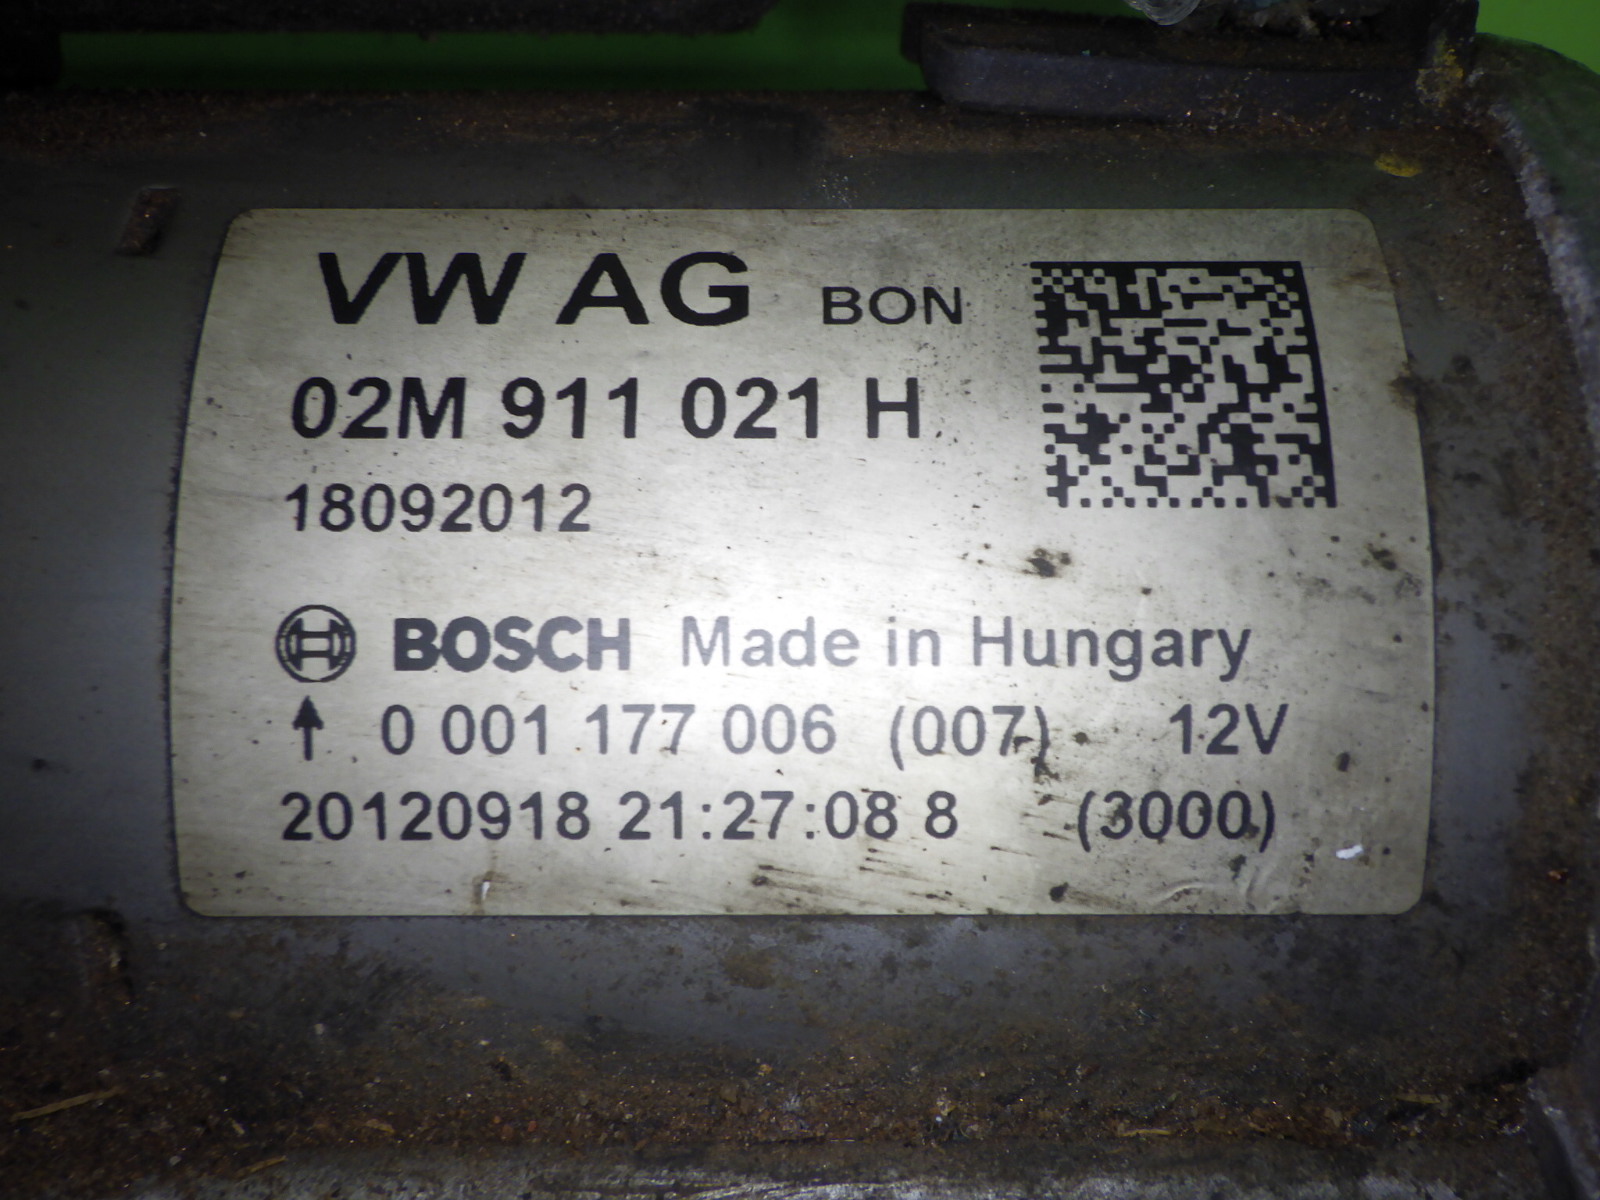 VW AG BON
02M 911 021 H
18092012
BOSCH Made in Hungary
↑ 0 001 177 006 (007) 12V
20120918 21:27:08 8 (3000)